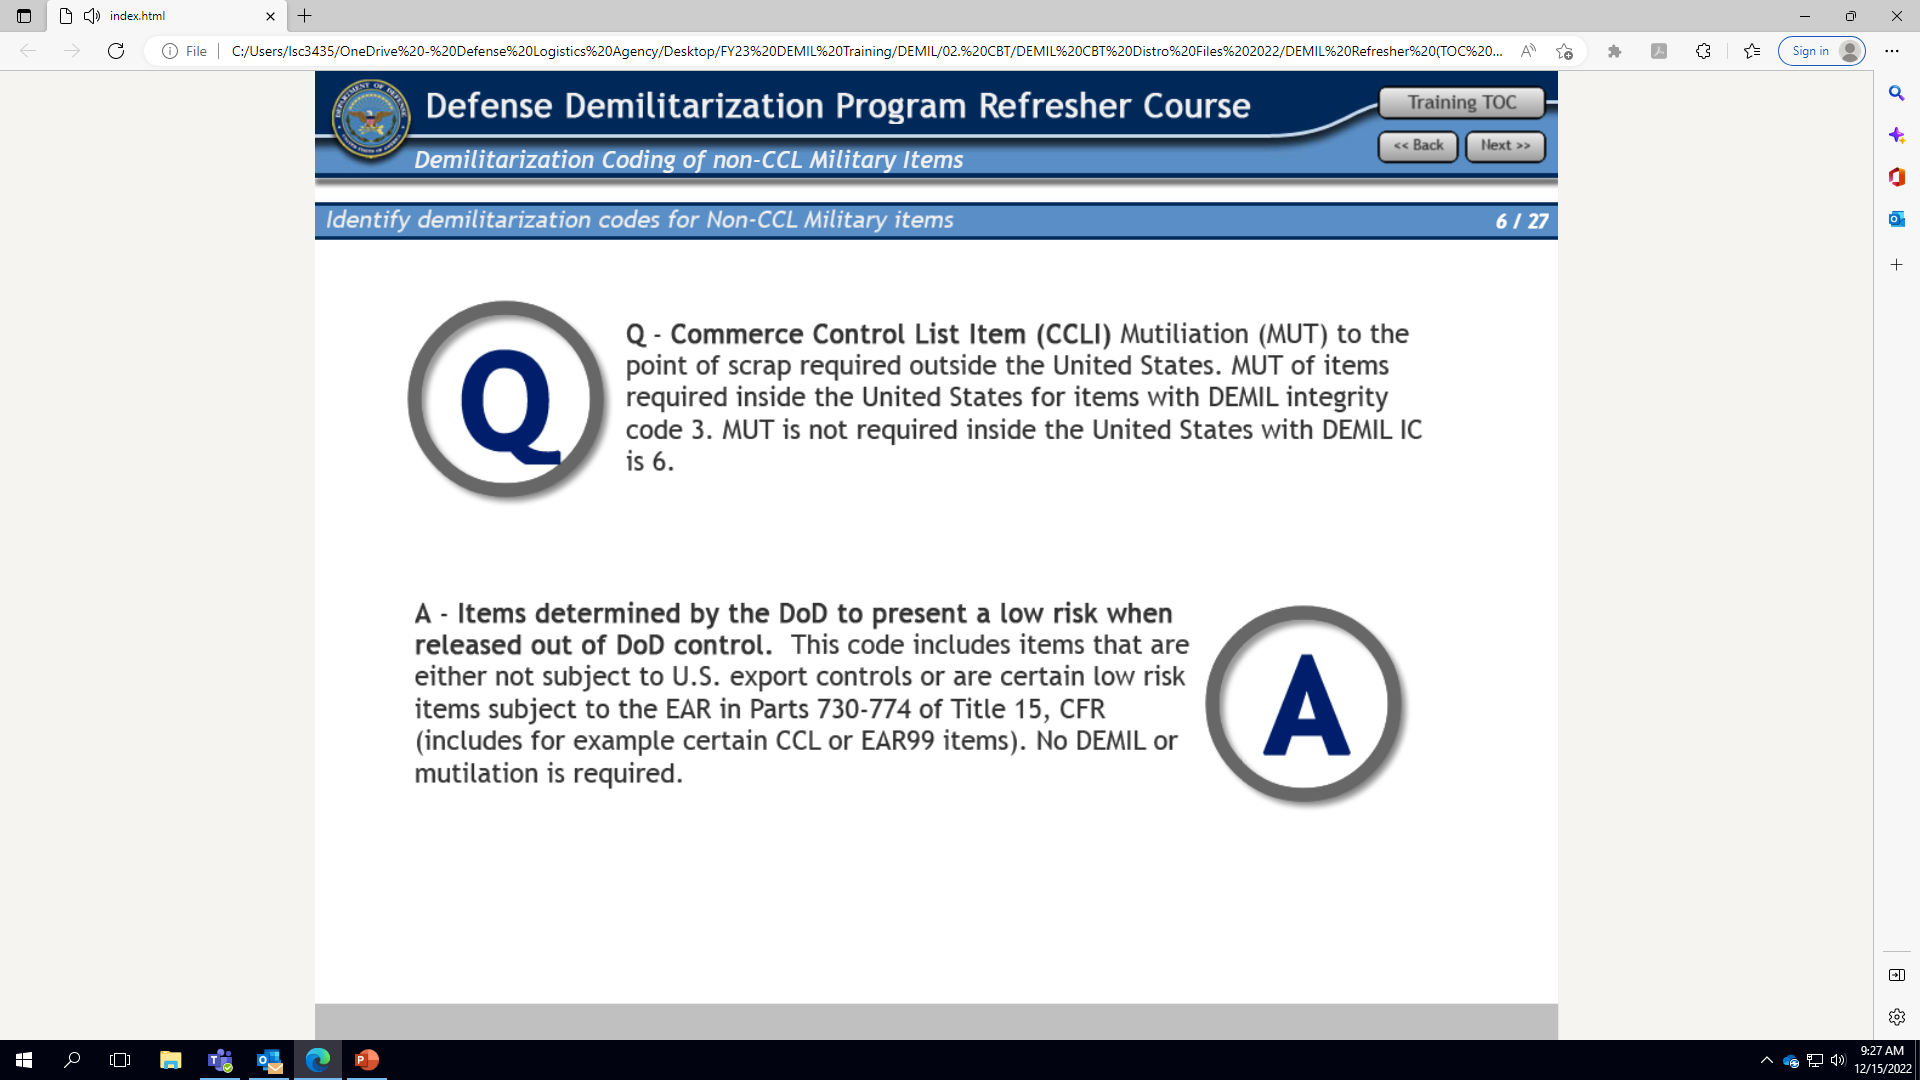 index.html
File
C:/Users/lsc3435/OneDrive%20-%20Defense%20Logistics%20Agency/Desktop/FY23%20DEMIL%20Training/DEMIL/02.%20CBT/DEMIL%20CBT%20Distro%20Files%202022/DEMIL%20Refresher%20(TOC%20...
Sign in
Defense Demilitarization Program Refresher Course
Training TOC
<< Back
Next >>
Demilitarization Coding of non-CCL Military Items
Identify demilitarization codes for Non-CCL Military items
6 / 27
Q
Q - Commerce Control List Item (CCLI) Mutiliation (MUT) to the
point of scrap required outside the United States. MUT of items
required inside the United States for items with DEMIL integrity
code 3. MUT is not required inside the United States with DEMIL IC
is 6.
A - Items determined by the DoD to present a low risk when
released out of DoD control. This code includes items that are
either not subject to U.S. export controls or are certain low risk
items subject to the EAR in Parts 730-774 of Title 15, CFR
(includes for example certain CCL or EAR99 items). No DEMIL or
mutilation is required.
A
9:27 AM
12/15/2022